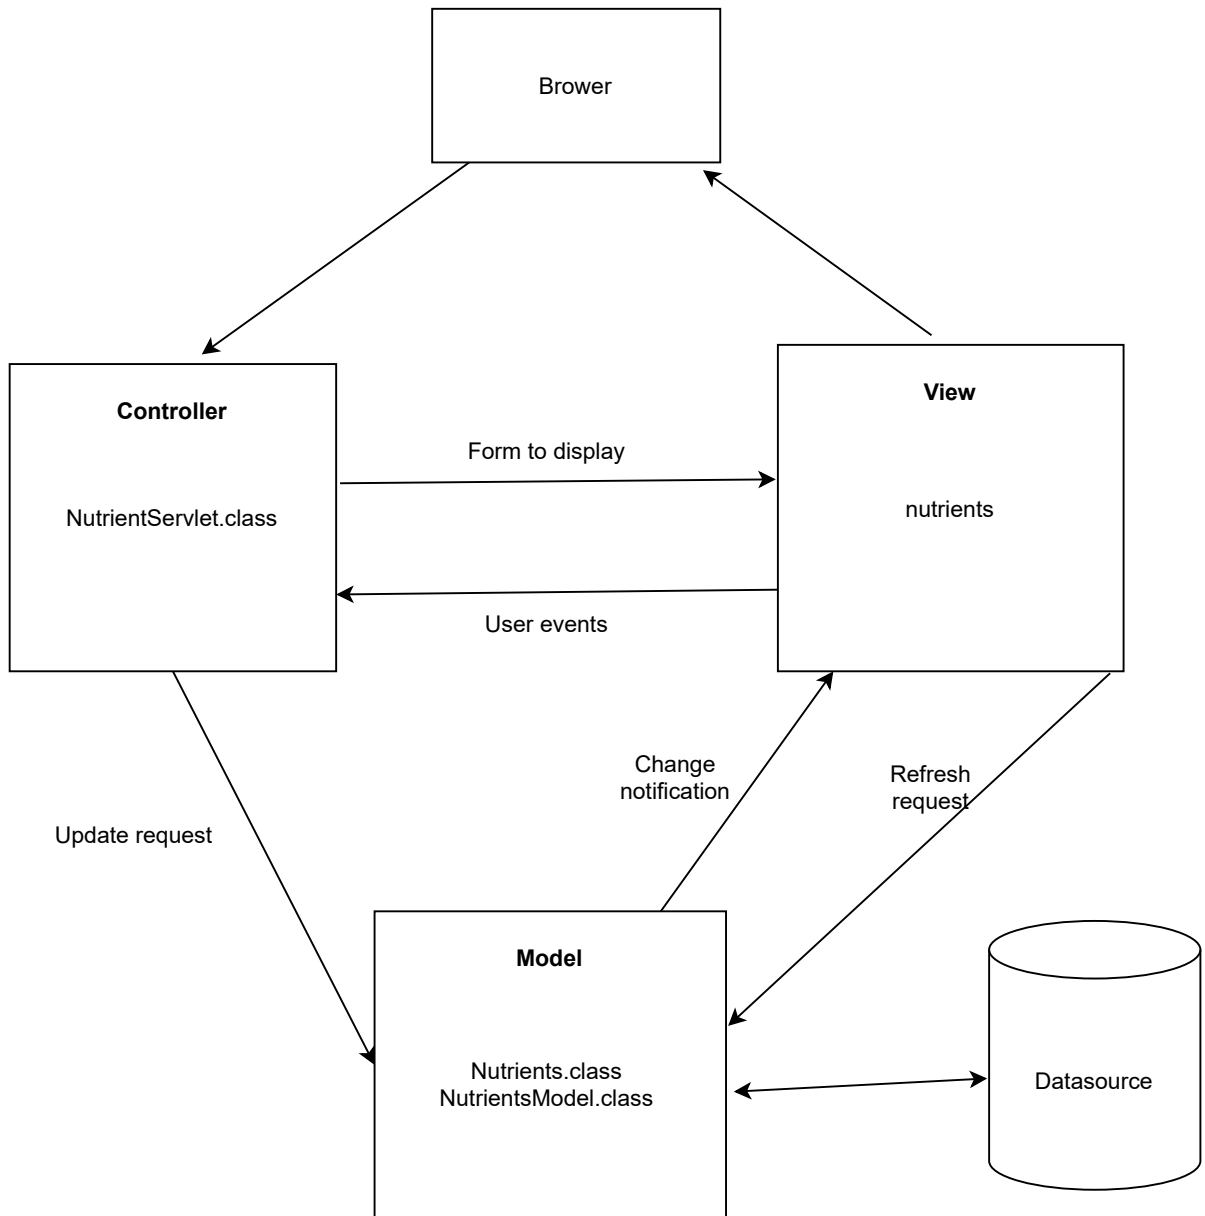 Brower
Controller
NutrientServlet.class
Form to display
User events
View
nutrients
Update request
Change
notification
Refresh
request
Model
Nutrients.class
NutrientsModel.class
Datasource